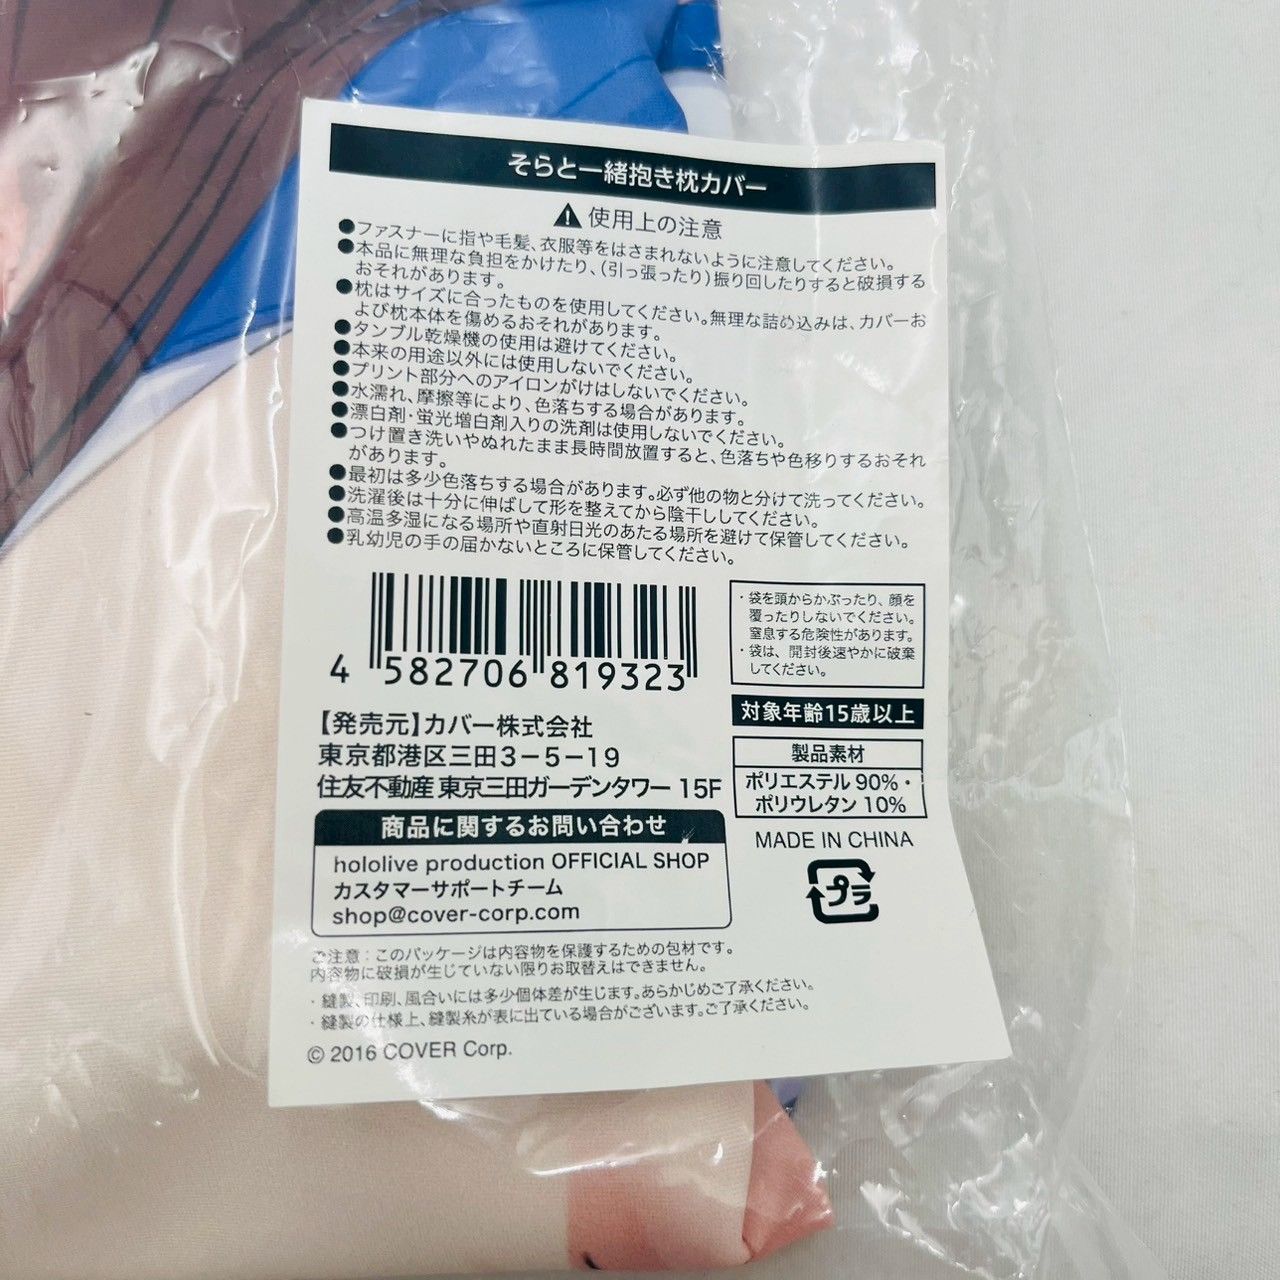 そらと一緒抱き枕カバー
⚠使用上の注意
●ファスナーに指や毛髪、衣服等をはさまれないように注意してください。
●本品に無理な負担をかけたり、(引っ張ったり)振り回したりすると破損する
おそれがあります。
●枕はサイズに合ったものを使用してください。無理な詰め込みは、カバーお
よび枕本体を傷めるおそれがあります。
●タンブル乾燥機の使用は避けてください。
●本来の用途以外には使用しないでください。
●プリント部分へのアイロンがけはしないでください。
●水濡れ、摩擦等により、色落ちする場合があります。
●漂白剤・蛍光増白剤入りの洗剤は使用しないでください。
●つけ置き洗いやぬれたまま長時間放置すると、色落ちや色移りするおそれ
があります。
●最初は多少色落ちする場合があります。必ず他の物と分けて洗ってください。
●洗濯後は十分に伸ばして形を整えてから陰干ししてください。
●高温多湿になる場所や直射日光のあたる場所を避けて保管してください。
●乳幼児の手の届かないところに保管してください。
4 582706 819323
・袋を頭からかぶったり、顔を
覆ったりしないでください。
窒息する危険性があります。
・袋は、開封後速やかに破棄
してください。
対象年齢15歳以上
製品素材
ポリエステル 90%・
ポリウレタン 10%
MADE IN CHINA
プラ
【発売元】カバー株式会社
東京都港区三田3-5-19
住友不動産 東京三田ガーデンタワー 15F
商品に関するお問い合わせ
hololive production OFFICIAL SHOP
カスタマーサポートチーム
shop@cover-corp.com
ご注意：このパッケージは内容物を保護するための包材です。
内容物に破損が生じていない限りお取替えはできません。
・縫製、印刷、風合いには多少個体差が生じます。あらかじめご了承ください。
・縫製の仕様上、縫製糸が表に出ている場合がございます。ご了承ください。
© 2016 COVER Corp.